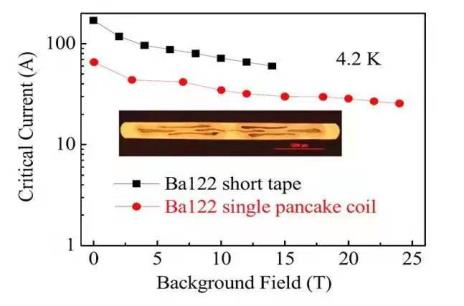 Critical Current (A)
100
10
1
4.2 K
Ba122 short tape
Ba122 single pancake coil
0 5 10 15 20 25
Background Field (T)